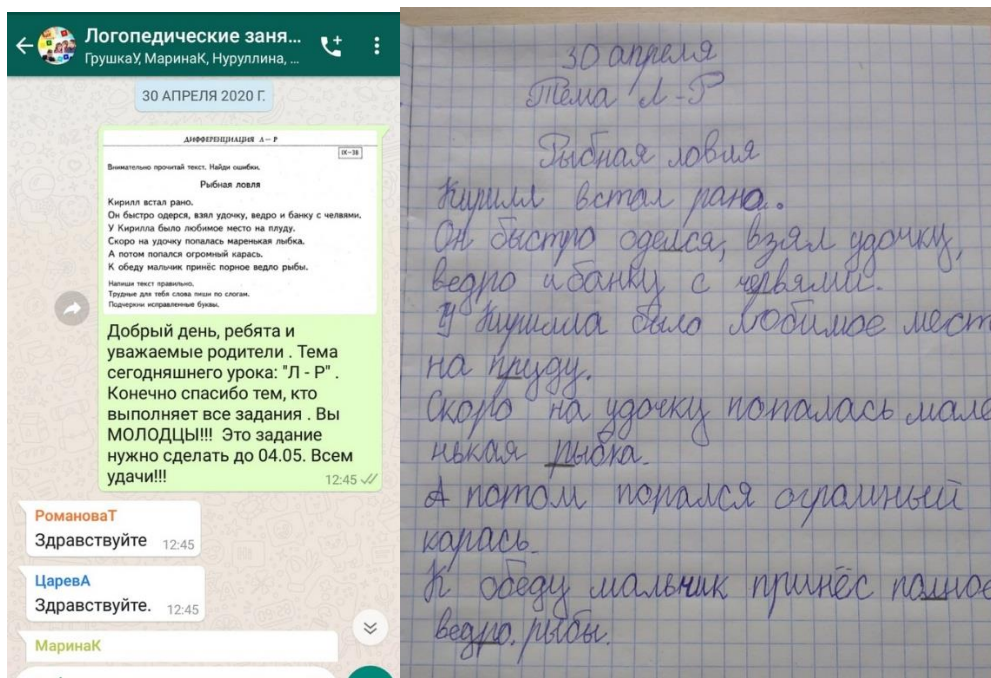 Логопедические заня...
ГрушкаУ, МаринаК, Нуруллина, ...
30 АПРЕЛЯ 2020 Г.
ДИФФЕРЕНЦИАЦИЯ Л – Р
IX–38
Внимательно прочитай текст. Найди ошибки.
Рыбная ловля
Кирилл встал рано.
Он быстро одерся, взял удочку, ведро и банку с челвями.
У Кирилла было любимое место на плуду.
Скоро на удочку попалась маренькая лыбка.
А потом попался огромный карась.
К обеду мальчик принёс порное ведло рыбы.
Напиши текст правильно.
Трудные для тебя слова пиши по слогам.
Подчеркни исправленные буквы.
Добрый день, ребята и
уважаемые родители . Тема
сегодняшнего урока: "Л - Р" .
Конечно спасибо тем, кто
выполняет все задания . Вы
МОЛОДЦЫ!!! Это задание
нужно сделать до 04.05. Всем
удачи!!!
12:45
РомановаТ
Здравствуйте 12:45
ЦареваА
Здравствуйте. 12:45
МаринаК
30 апреля
Тема Л-Р
Рыбная ловля
Кирилл встал рано.
Он быстро оделся, взял удочку,
ведро и банку с червями.
У Кирилла было любимое мест
на пруду.
Скоро на удочку попалась мале
нькая рыбка.
А потом попался огромный
карась.
К обеду мальчик принёс полное
ведро. рыбы.